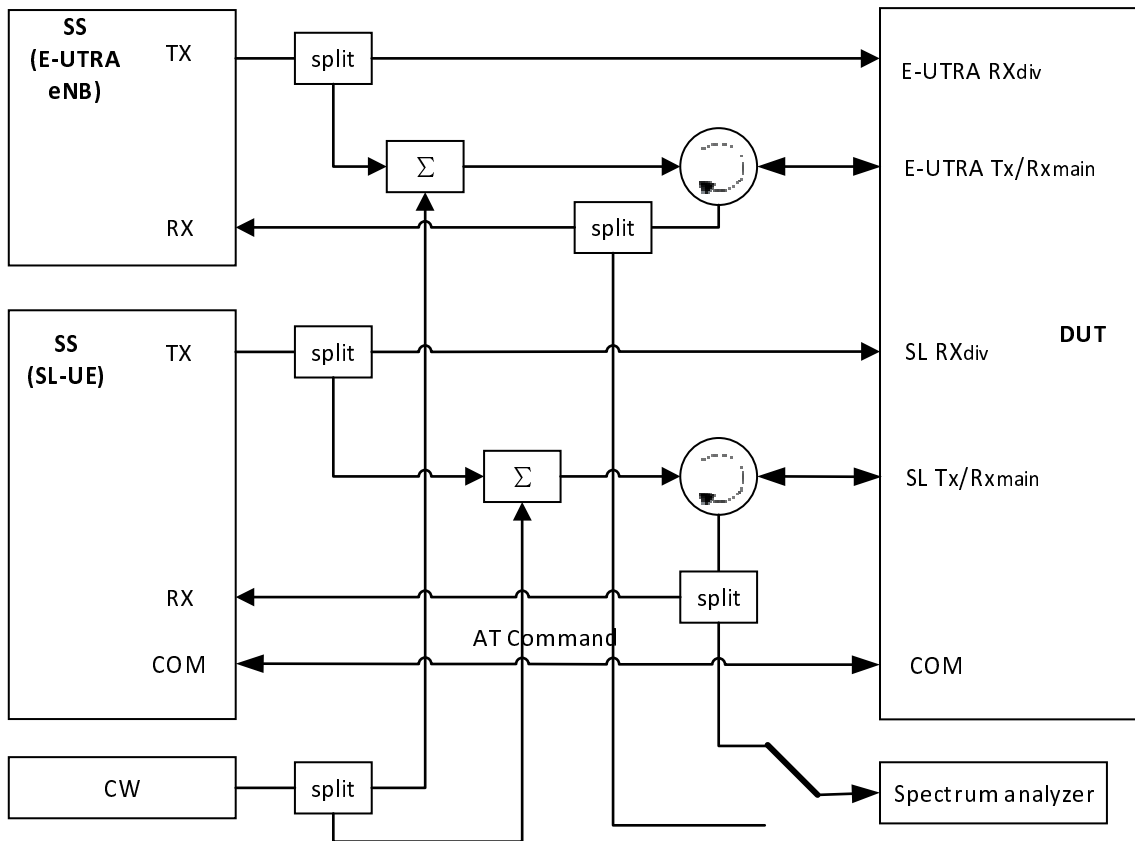 SS
(E-UTRA
eNB)
TX
split
E-UTRA RXdiv
Σ
E-UTRA Tx/Rxmain
RX
split
SS
(SL-UE)
TX
split
SL RXdiv
DUT
Σ
SL Tx/Rxmain
RX
split
AT Command
COM
COM
CW
split
Spectrum analyzer